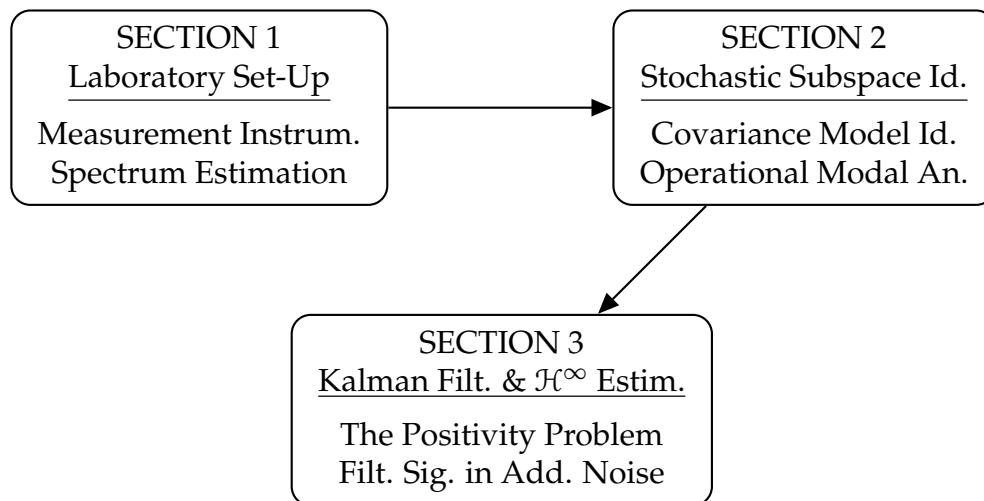 SECTION 1
Laboratory Set-Up
Measurement Instrum.
Spectrum Estimation
SECTION 2
Stochastic Subspace Id.
Covariance Model Id.
Operational Modal An.
SECTION 3
Kalman Filt. & ℋ∞ Estim.
The Positivity Problem
Filt. Sig. in Add. Noise